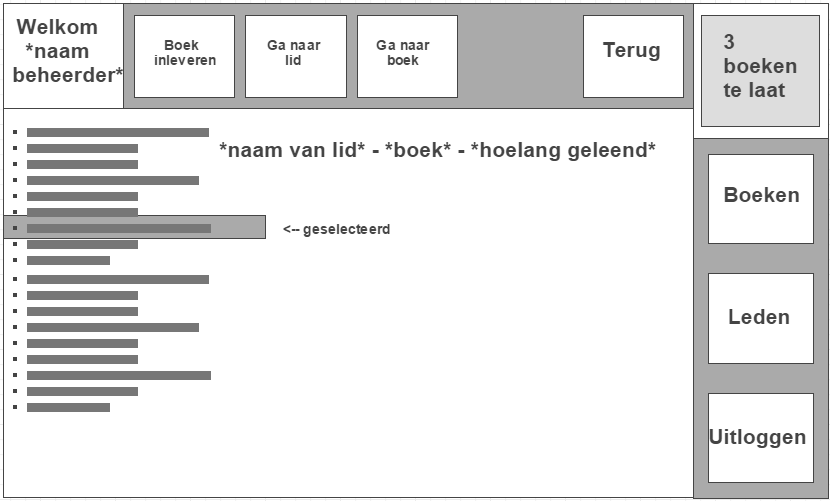 Welkom
*naam
beheerder*
Boek
inleveren
Ga naar
lid
Ga naar
boek
Terug
3
boeken
te laat
*naam van lid* - *boek* - *hoelang geleend*
<-- geselecteerd
Boeken
Leden
Uitloggen